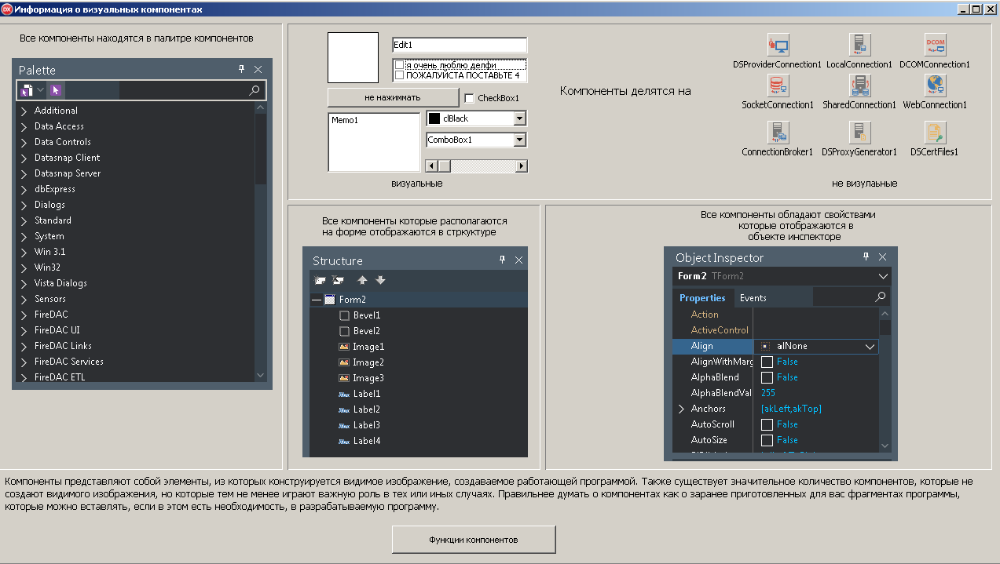 Информация о визуальных компонентах
Все компоненты находятся в палитре компонентов
Palette
Additional
Data Access
Data Controls
Datasnap Client
Datasnap Server
dbExpress
Dialogs
Standard
System
Win 3.1
Win32
Vista Dialogs
Sensors
FireDAC
FireDAC UI
FireDAC Links
FireDAC Services
FireDAC ETL
Edit1
я очень люблю делфи
ПОЖАЛУЙСТА ПОСТАВЬТЕ 4
не нажиммать
CheckBox1
Memo1
clBlack
ComboBox1
визуальные
Компоненты делятся на
DSProviderConnection1 LocalConnection1 DCOMConnection1
SocketConnection1 SharedConnection1 WebConnection1
ConnectionBroker1 DSProxyGenerator1 DSCertFiles1
не визулаьные
Все компоненты которые располагаются
на форме отображаются в стркуктуре
Structure
Form2
Bevel1
Bevel2
Image1
Image2
Image3
Label1
Label2
Label3
Label4
Все компоненты обладают свойствами
которые отображаются в
объекте инспекторе
Object Inspector
Form2 TForm2
Properties Events
Action
ActiveControl
Align alNone
AlignWithMarg False
AlphaBlend False
AlphaBlendVal 255
Anchors [akLeft,akTop]
AutoScroll False
AutoSize False
Компоненты представляют собой элементы, из которых конструируется видимое изображение, создаваемое работающей программой. Также существует значительное количество компонентов, которые не
создают видимого изображения, но которые тем не менее играют важную роль в тех или иных случаях. Правильнее думать о компонентах как о заранее приготовленных для вас фрагментах программы,
которые можно вставлять, если в этом есть необходимость, в разрабатываемую программу.
Функции компонентов